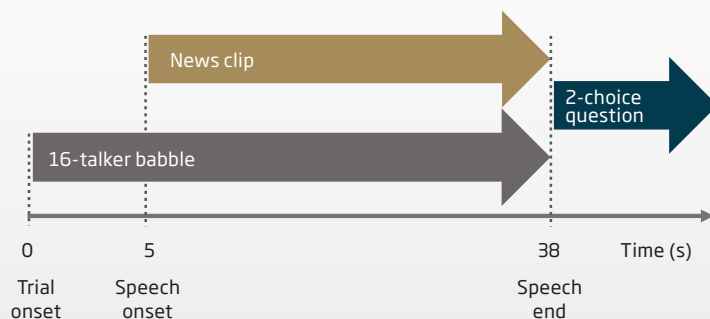 News clip
2-choice
question
16-talker babble
0
5
38
Time (s)
Trial
onset
Speech
onset
Speech
end